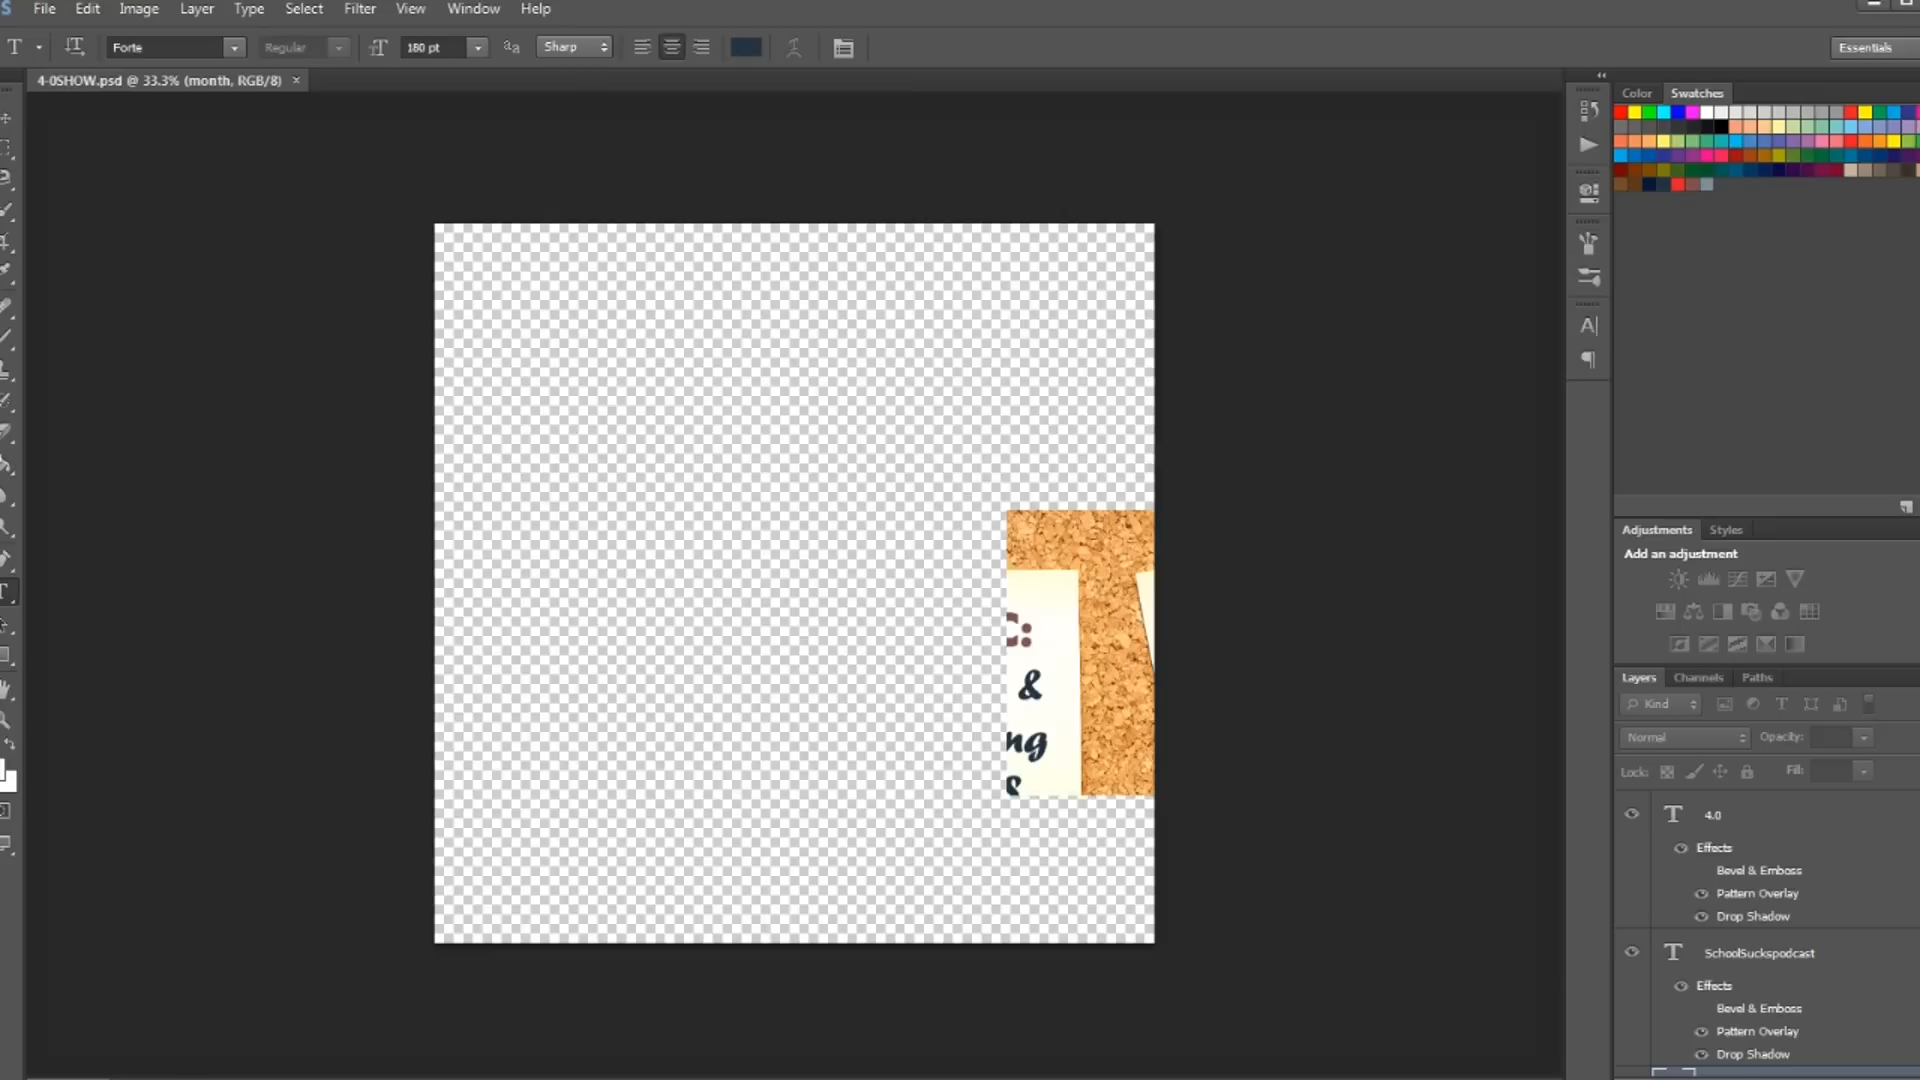 File Edit Image Layer Type Select Filter View Window Help
Forte Regular 180 pt Sharp Essentials
4-0SHOW.psd @ 33.3% (month, RGB/8) ×
Color Swatches
C:
&
ng
&
Adjustments Styles
Add an adjustment
Layers Channels Paths
Kind
Normal Opacity:
Lock: Fill:
4.0
Effects
Bevel & Emboss
Pattern Overlay
Drop Shadow
SchoolSuckspodcast
Effects
Bevel & Emboss
Pattern Overlay
Drop Shadow